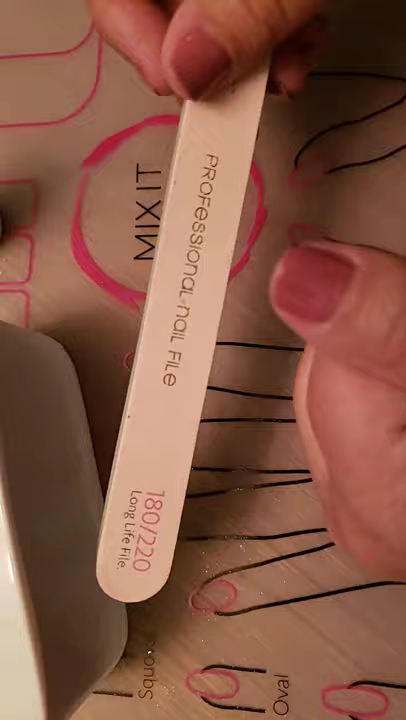 MIX IT
PROFessional nail FILE
180/220
Long Life File.
Oval